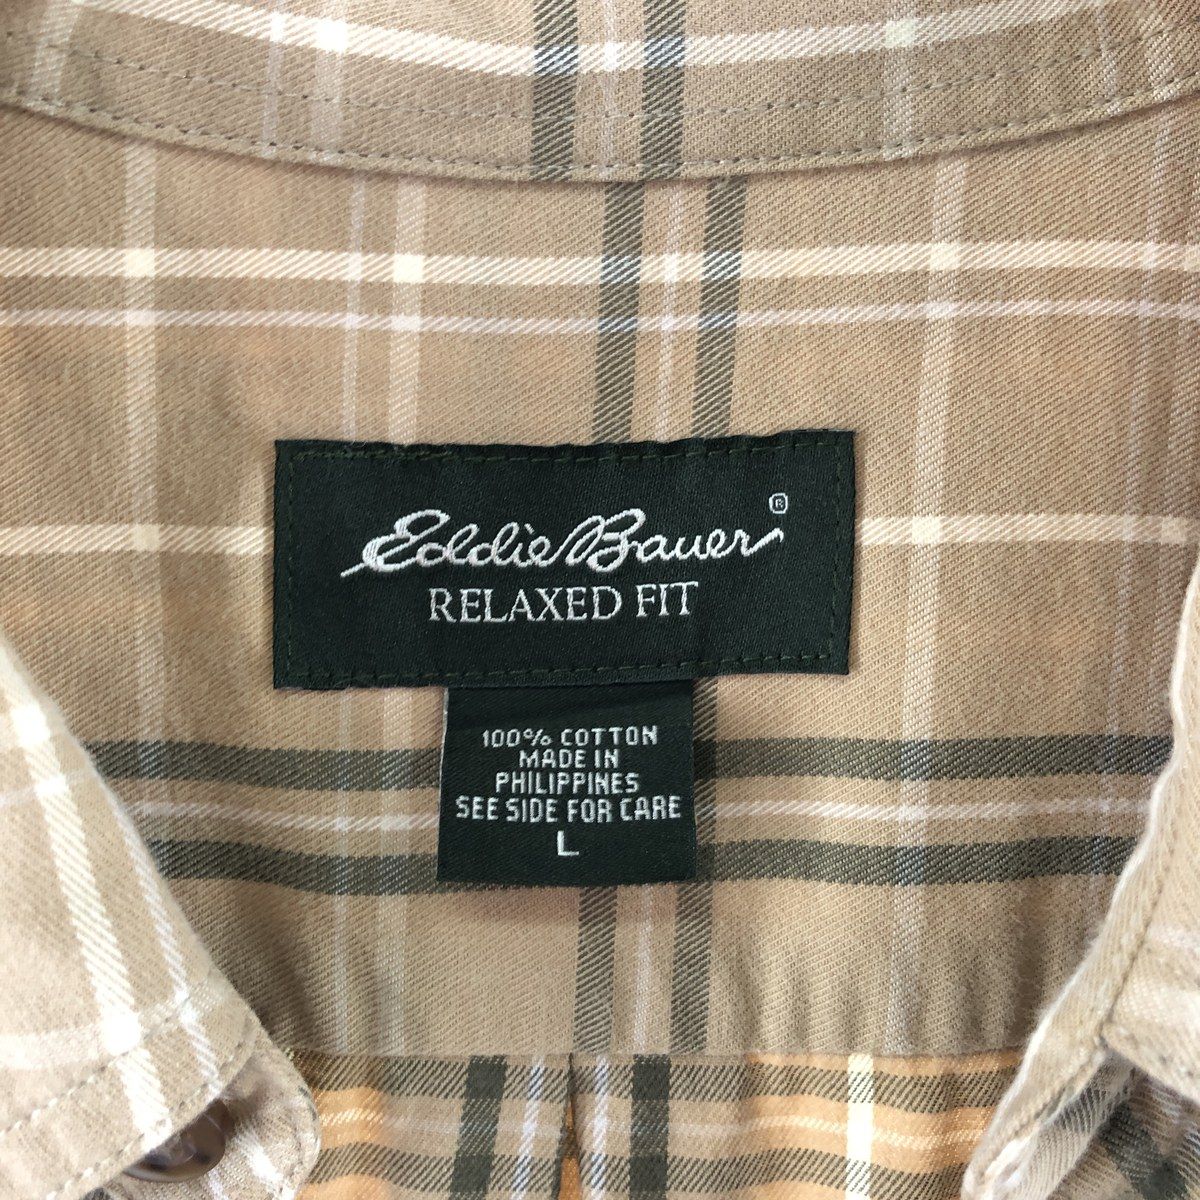 Eddie Bauer®
RELAXED FIT
100% COTTON
MADE IN
PHILIPPINES
SEE SIDE FOR CARE
L